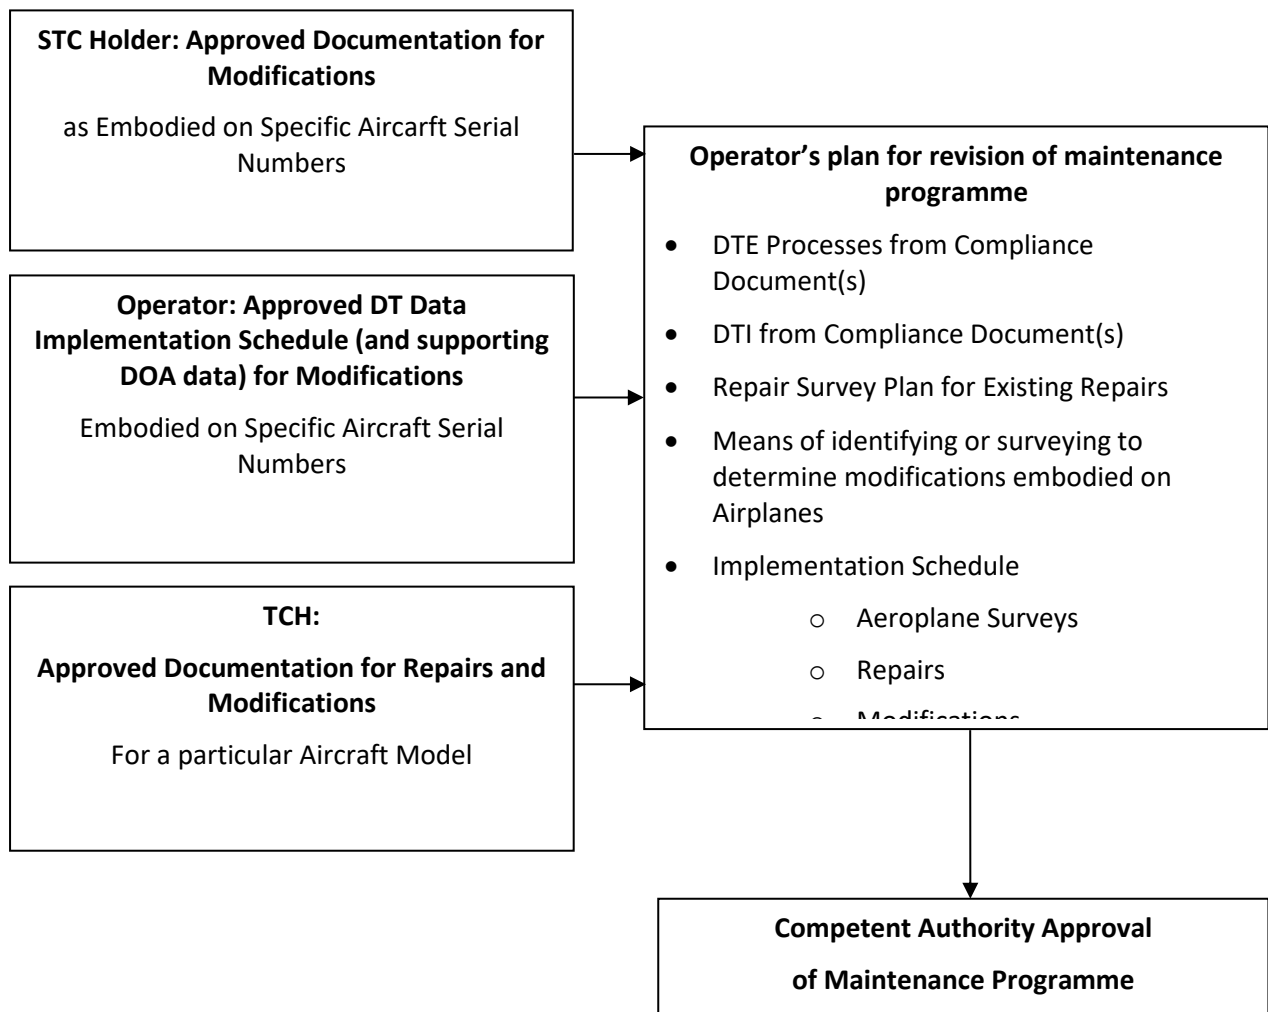 STC Holder: Approved Documentation for
Modifications
as Embodied on Specific Aircarft Serial
Numbers
Operator: Approved DT Data
Implementation Schedule (and supporting
DOA data) for Modifications
Embodied on Specific Aircraft Serial
Numbers
TCH:
Approved Documentation for Repairs and
Modifications
For a particular Aircraft Model
Operator’s plan for revision of maintenance
programme
• DTE Processes from Compliance
Document(s)
• DTI from Compliance Document(s)
• Repair Survey Plan for Existing Repairs
• Means of identifying or surveying to
determine modifications embodied on
Airplanes
• Implementation Schedule
o Aeroplane Surveys
o Repairs
o Modifications
Competent Authority Approval
of Maintenance Programme